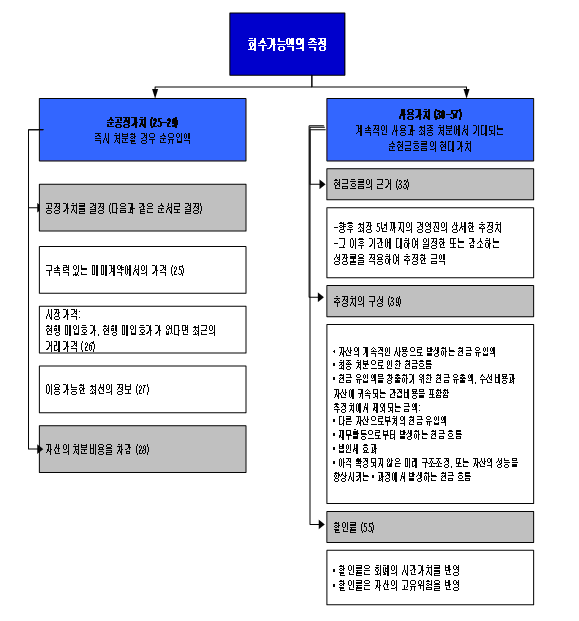 회수가능액의 측정
순공정가치 (25-29)
즉시 처분할 경우 순유입액
공정가치를 결정 (다음과 같은 순서로 결정)
구속력 있는 매매계약에서의 가격 (25)
시장가격:
현행 매입호가, 현행 매입호가가 없다면 최근의
거래가격 (26)
이용가능한 최선의 정보 (27)
자산의 처분비용을 차감 (28)
사용가치 (30-57)
계속적인 사용과 최종 처분에서 기대되는
순현금흐름의 현재가치
현금흐름의 근거 (33)
-향후 최장 5년까지의 경영진의 상세한 추정치
-그 이후 기간에 대하여 일정한 또는 감소하는
성장률을 적용하여 추정한 금액
추정치의 구성 (39)
• 자산의 계속적인 사용으로 발생하는 현금 유입액
• 최종 처분으로 인한 현금흐름
• 현금 유입액을 창출하기 위한 현금 유출액, 수선비용과
자산에 귀속되는 간접비용을 포함함
추정치에서 제외되는 금액:
• 다른 자산으로부터의 현금 유입액
• 재무활동으로부터 발생하는 현금 흐름
• 법인세 효과
• 아직 확정되지 않은 미래 구조조정, 또는 자산의 성능을
향상시키는 • 과정에서 발생하는 현금 흐름
할인률 (55)
• 할인률은 화폐의 시간가치를 반영
• 할인률은 자산의 고유위험을 반영